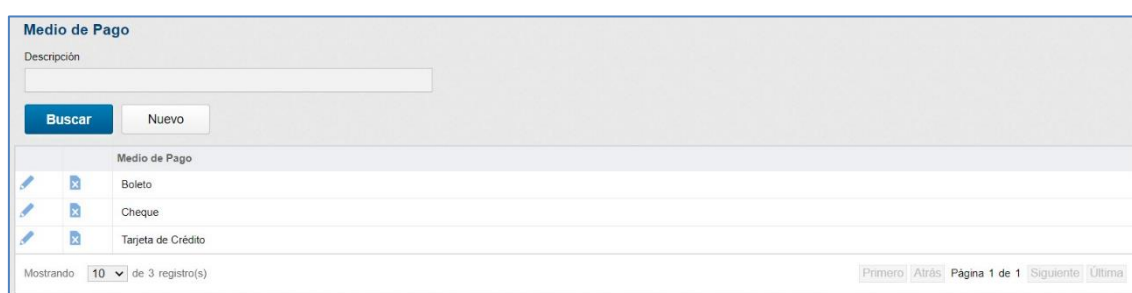 Medio de Pago
Descripción
Buscar Nuevo
Medio de Pago
Boleto
Cheque
Tarjeta de Crédito
Mostrando 10 de 3 registro(s) Primero Atrás Página 1 de 1 Siguiente Última